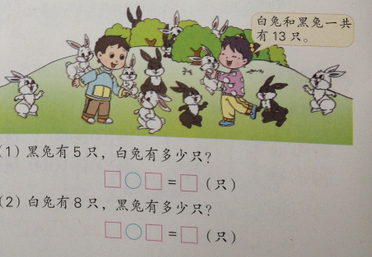 白兔和黑兔一共
有13只。
(1) 黑兔有5只，白兔有多少只？
□○□=□(只)
(2) 白兔有8只，黑兔有多少只？
□○□=□(只)